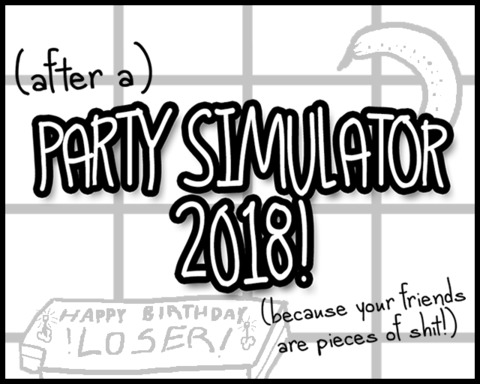 (after a)
PARTY SIMULATOR
2018!
(because your friends
are pieces of shit!)
HAPPY BIRTHDAY
!LOSER!